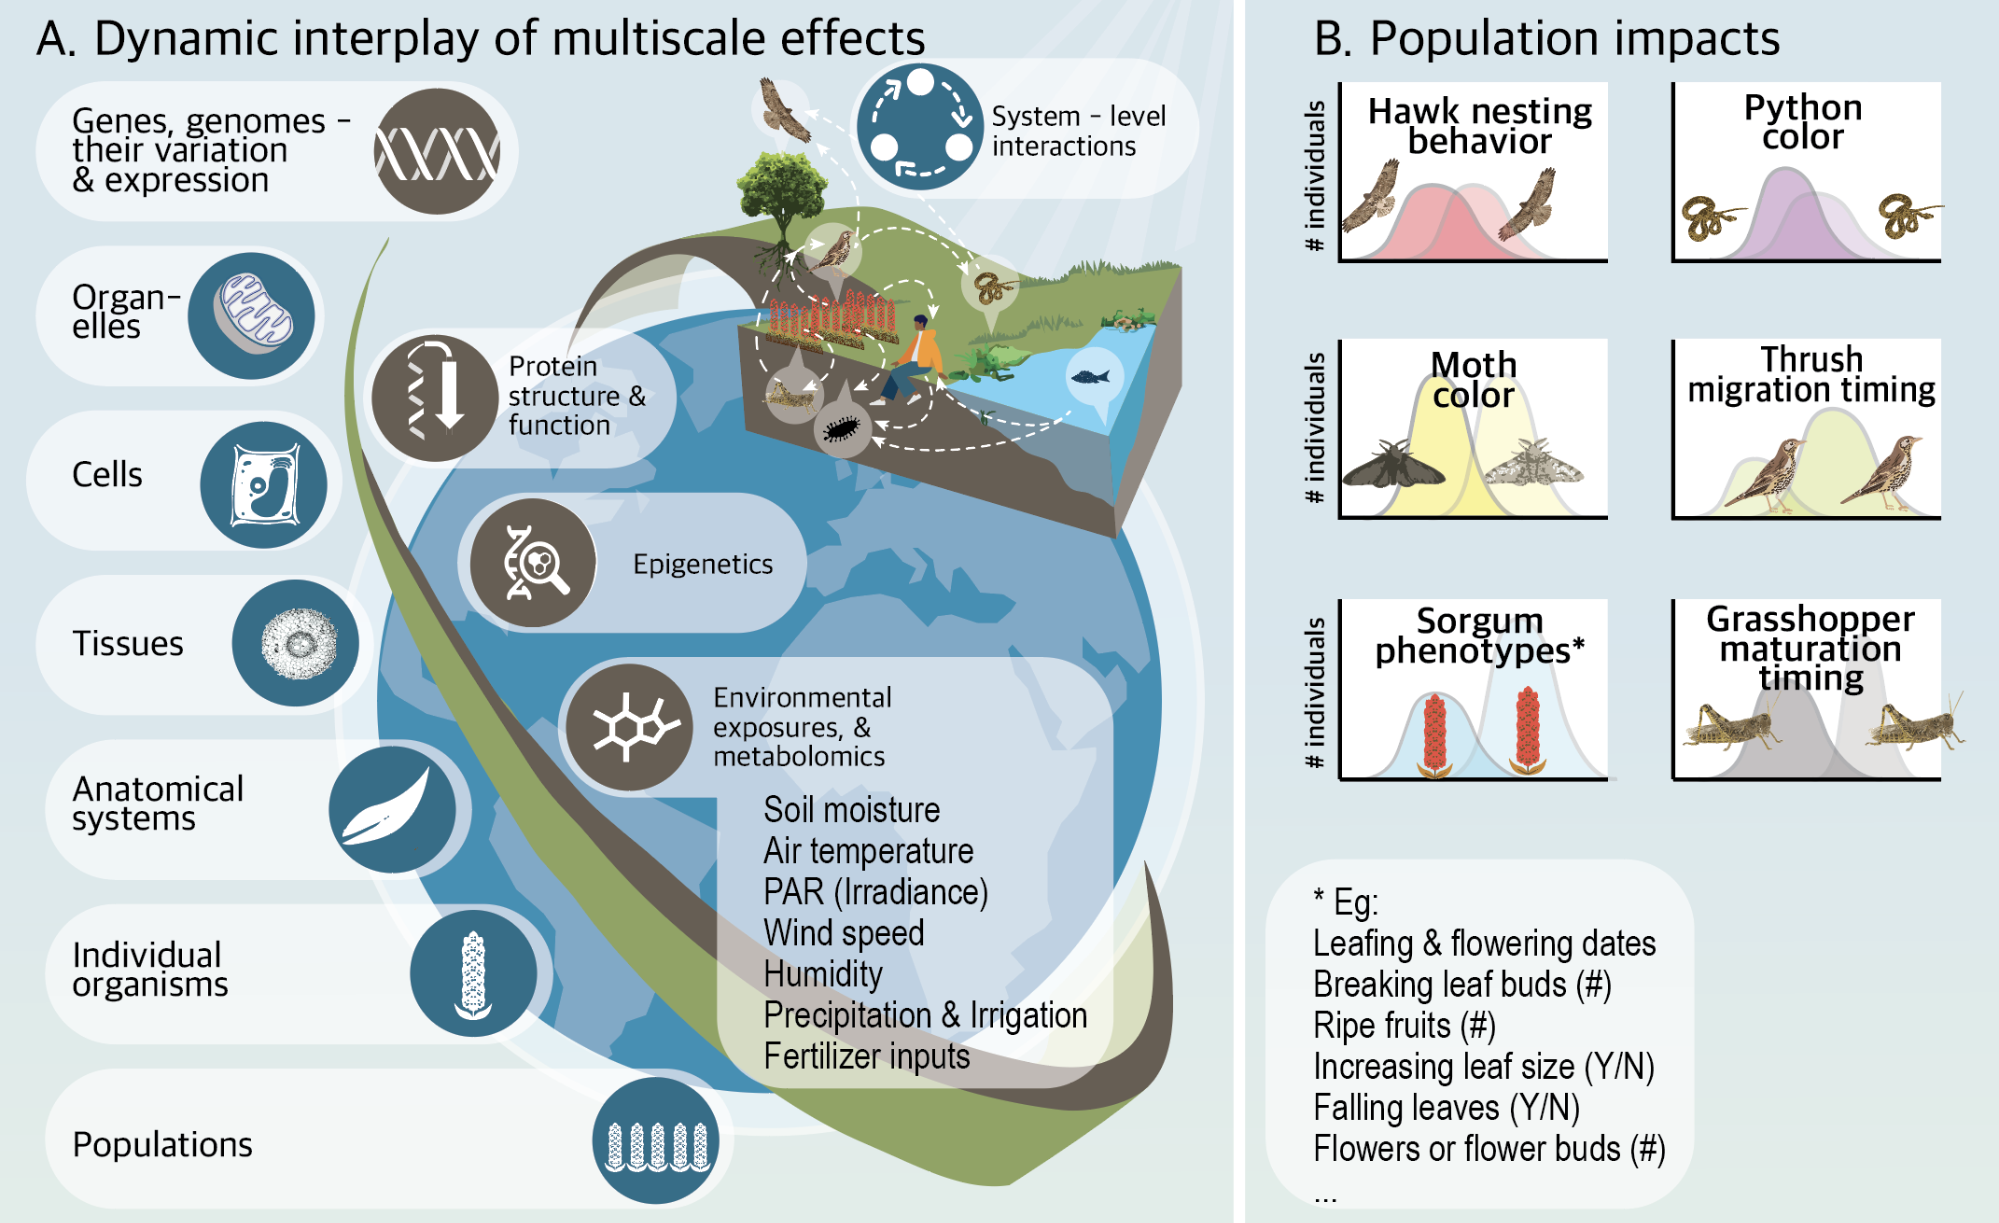 A. Dynamic interplay of multiscale effects
Genes, genomes -
their variation
& expression
Organ-
elles
Cells
Tissues
Anatomical
systems
Individual
organisms
Populations
Protein
structure &
function
Epigenetics
Environmental
exposures, &
metabolomics
Soil moisture
Air temperature
PAR (Irradiance)
Wind speed
Humidity
Precipitation & Irrigation
Fertilizer inputs
System - level
interactions
B. Population impacts
# individuals
Hawk nesting
behavior
Python
color
# individuals
Moth
color
Thrush
migration timing
# individuals
Sorgum
phenotypes*
Grasshopper
maturation
timing
* Eg:
Leafing & flowering dates
Breaking leaf buds (#)
Ripe fruits (#)
Increasing leaf size (Y/N)
Falling leaves (Y/N)
Flowers or flower buds (#)
...